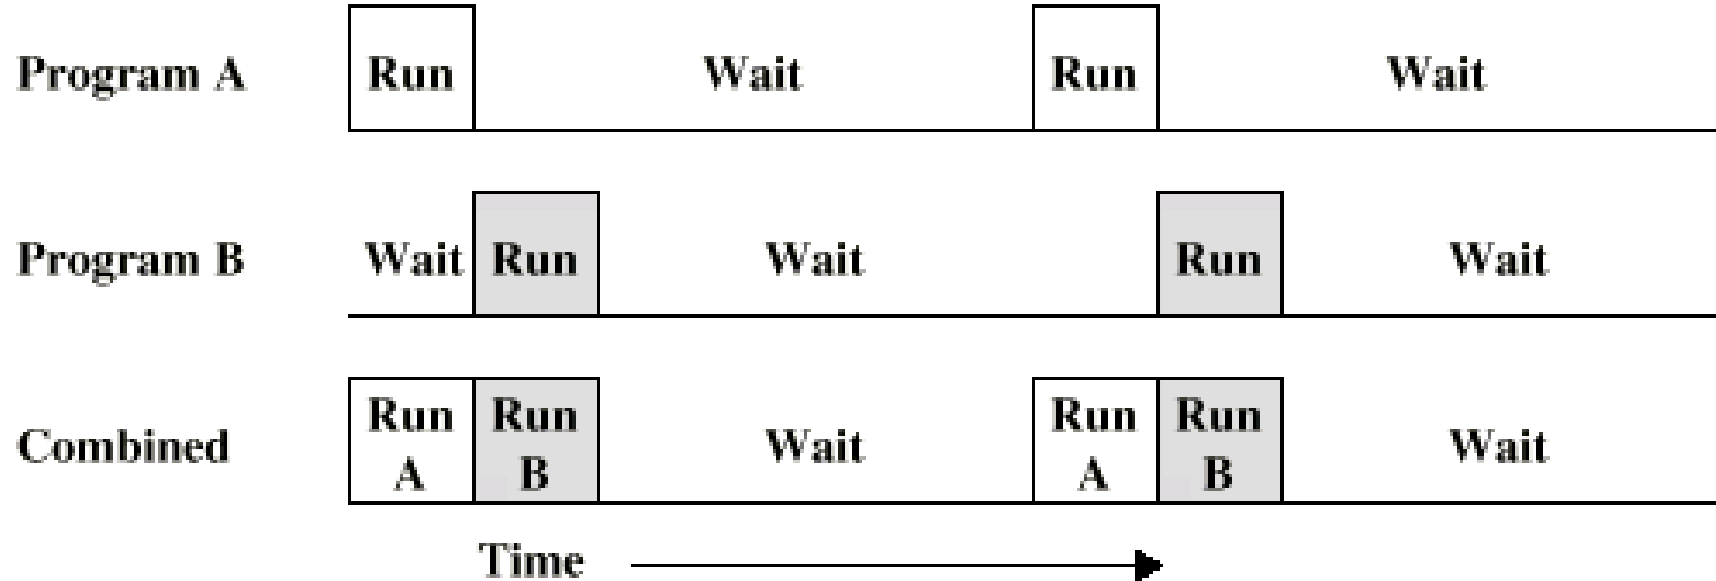 Program A Run Wait Run Wait
Program B Wait Run Wait Run Wait
Combined Run A Run B Wait Run A Run B Wait
Time